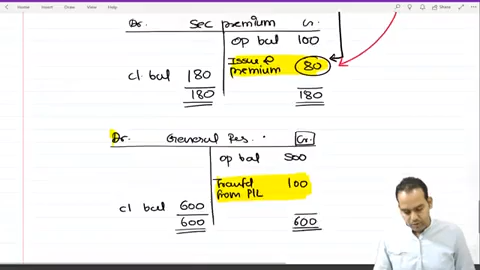 Dr. Sec premium Cr.
op bal 100
Issue @ premium 80
cl. bal 180
180 180
Dr. General Res. Cr.
op bal 500
Transfd from P/L 100
cl bal 600
600 600